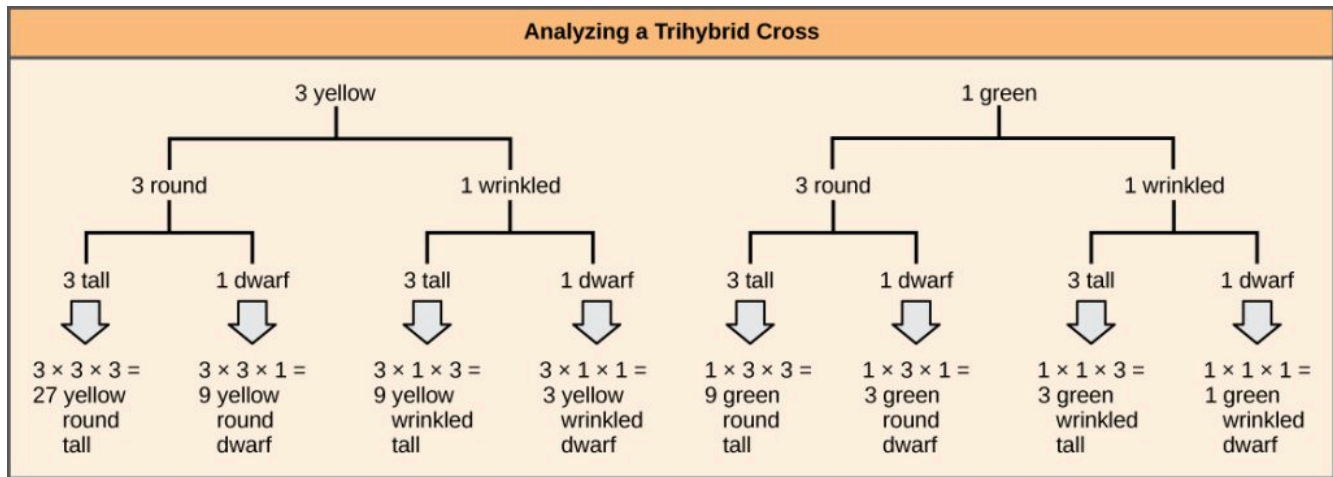 Analyzing a Trihybrid Cross
3 yellow
1 green
3 round
1 wrinkled
3 round
1 wrinkled
3 tall
1 dwarf
3 tall
1 dwarf
3 tall
1 dwarf
3 tall
1 dwarf
3 × 3 × 3 =
27 yellow
round
tall
3 × 3 × 1 =
9 yellow
round
dwarf
3 × 1 × 3 =
9 yellow
wrinkled
tall
3 × 1 × 1 =
3 yellow
wrinkled
dwarf
1 × 3 × 3 =
9 green
round
tall
1 × 3 × 1 =
3 green
round
dwarf
1 × 1 × 3 =
3 green
wrinkled
tall
1 × 1 × 1 =
1 green
wrinkled
dwarf